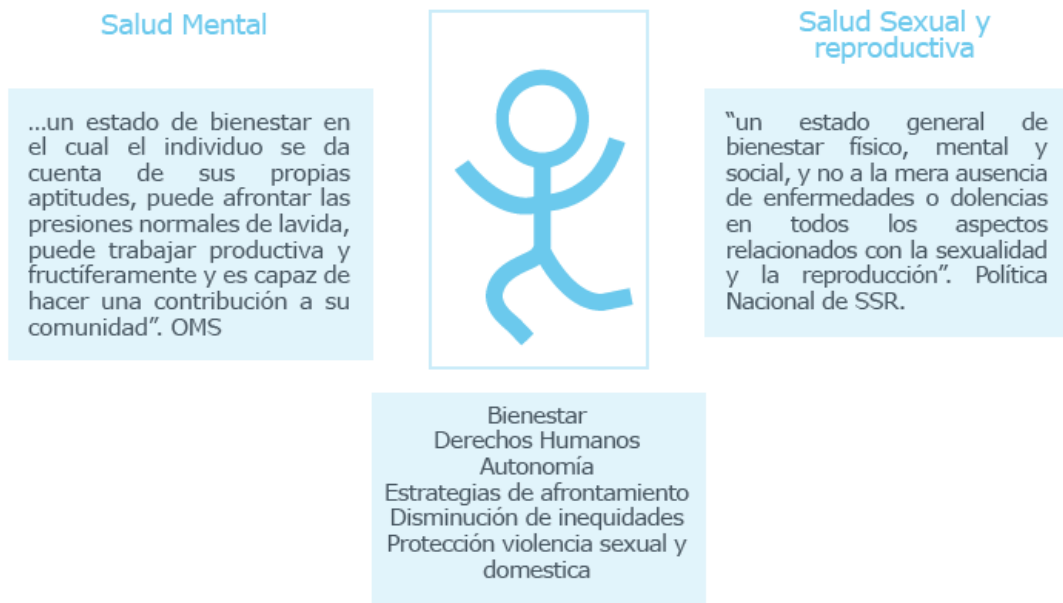 Salud Mental
...un estado de bienestar en
el cual el individuo se da
cuenta de sus propias
aptitudes, puede afrontar las
presiones normales de lavida,
puede trabajar productiva y
fructíferamente y es capaz de
hacer una contribución a su
comunidad”. OMS
Salud Sexual y
reproductiva
“un estado general de
bienestar físico, mental y
social, y no a la mera ausencia
de enfermedades o dolencias
en todos los aspectos
relacionados con la sexualidad
y la reproducción”. Política
Nacional de SSR.
Bienestar
Derechos Humanos
Autonomía
Estrategias de afrontamiento
Disminución de inequidades
Protección violencia sexual y
domestica